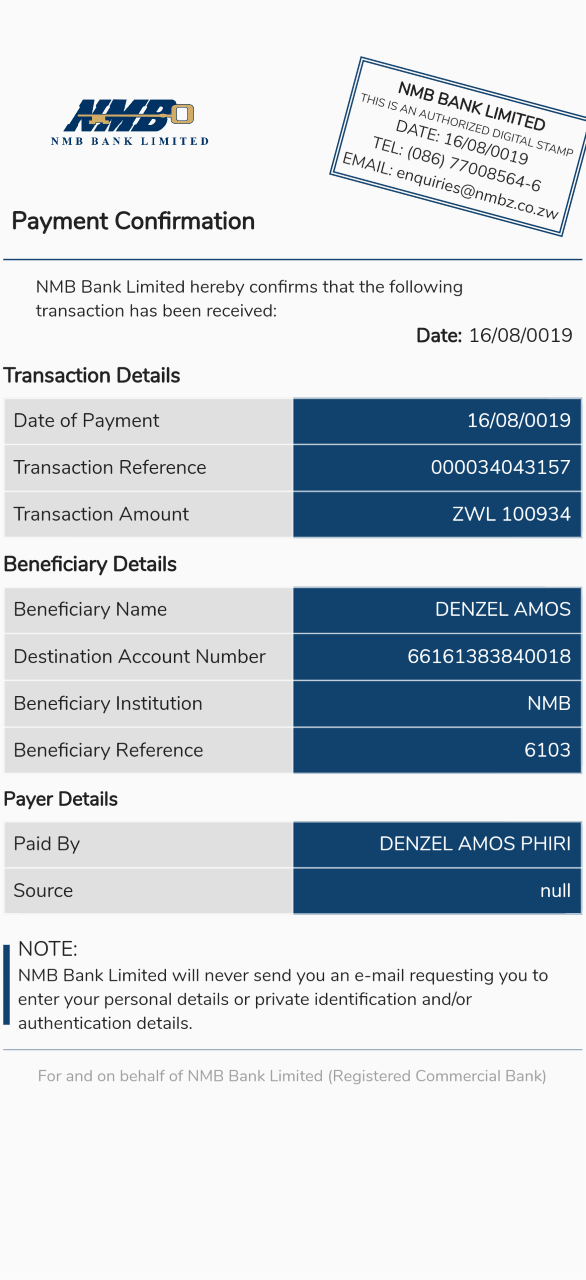 NMB
NMB BANK LIMITED
NMB BANK LIMITED
THIS IS AN AUTHORIZED DIGITAL STAMP
DATE: 16/08/0019
TEL: (086) 77008564-6
EMAIL: enquiries@nmbz.co.zw
Payment Confirmation
NMB Bank Limited hereby confirms that the following
transaction has been received:
Date: 16/08/0019
Transaction Details
Date of Payment 16/08/0019
Transaction Reference 000034043157
Transaction Amount ZWL 100934
Beneficiary Details
Beneficiary Name DENZEL AMOS
Destination Account Number 66161383840018
Beneficiary Institution NMB
Beneficiary Reference 6103
Payer Details
Paid By DENZEL AMOS PHIRI
Source null
NOTE:
NMB Bank Limited will never send you an e-mail requesting you to
enter your personal details or private identification and/or
authentication details.
For and on behalf of NMB Bank Limited (Registered Commercial Bank)